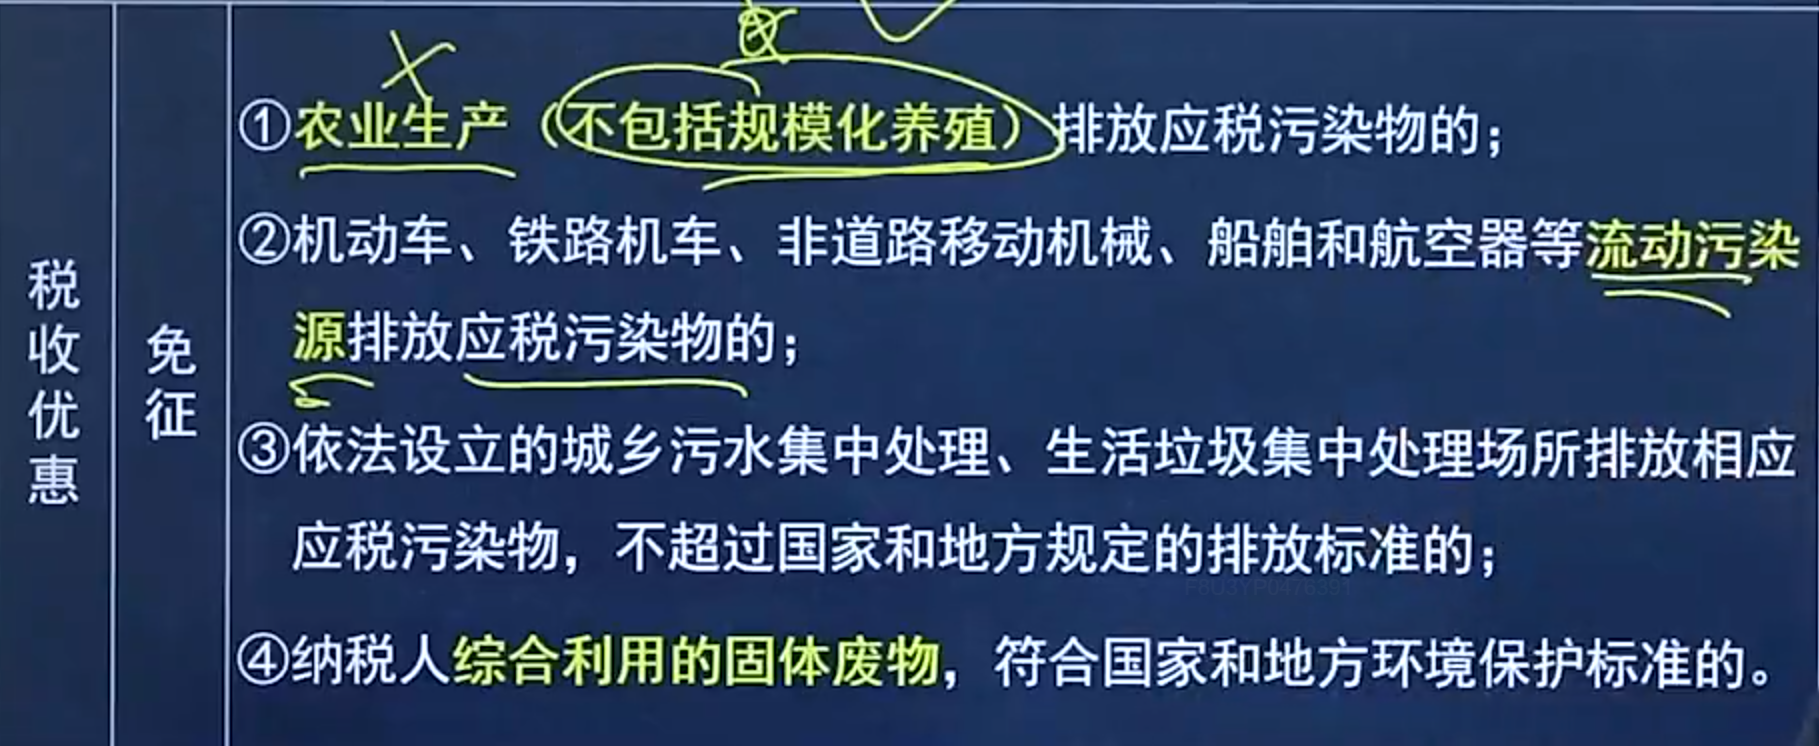 税收优惠
免征
①农业生产（不包括规模化养殖）排放应税污染物的；
②机动车、铁路机车、非道路移动机械、船舶和航空器等流动污染
源排放应税污染物的；
③依法设立的城乡污水集中处理、生活垃圾集中处理场所排放相应
应税污染物，不超过国家和地方规定的排放标准的；
④纳税人综合利用的固体废物，符合国家和地方环境保护标准的。